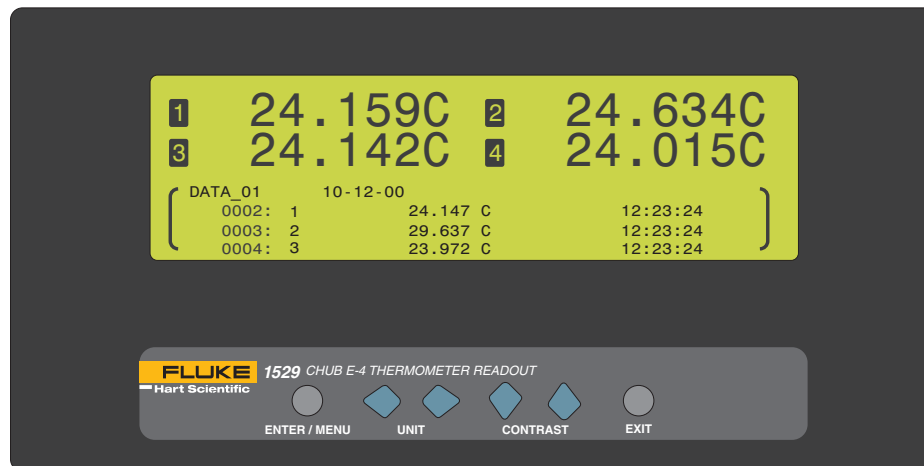 1 24.159C 2 24.634C
3 24.142C 4 24.015C
DATA_01 10-12-00
0002: 1 24.147 C 12:23:24
0003: 2 29.637 C 12:23:24
0004: 3 23.972 C 12:23:24
FLUKE 1529 CHUB E-4 THERMOMETER READOUT
Hart Scientific
ENTER / MENU UNIT CONTRAST EXIT